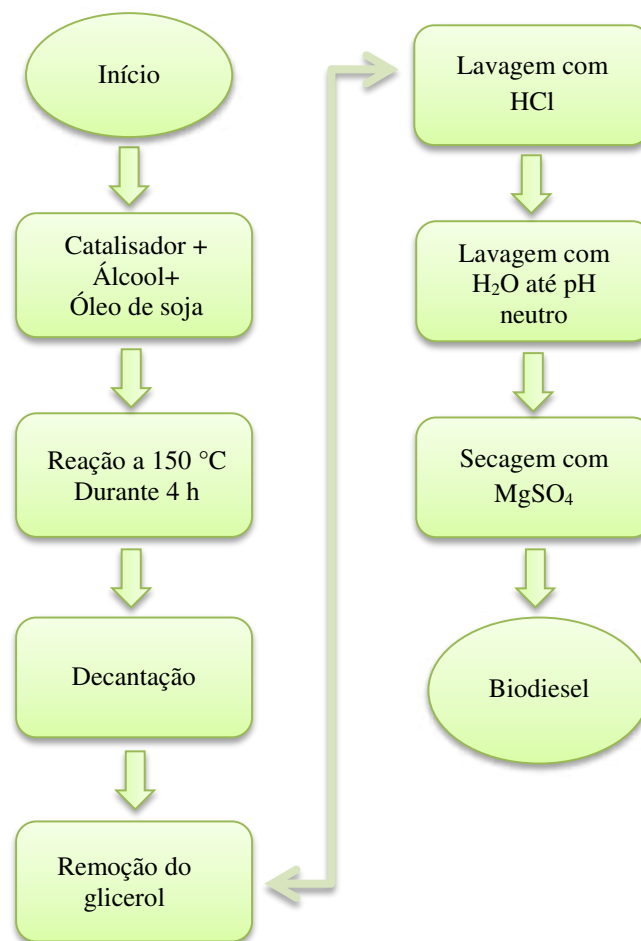 Início
Catalisador +
Álcool+
Óleo de soja
Reação a 150 °C
Durante 4 h
Decantação
Remoção do
glicerol
Lavagem com
HCl
Lavagem com
H₂O até pH
neutro
Secagem com
MgSO₄
Biodiesel